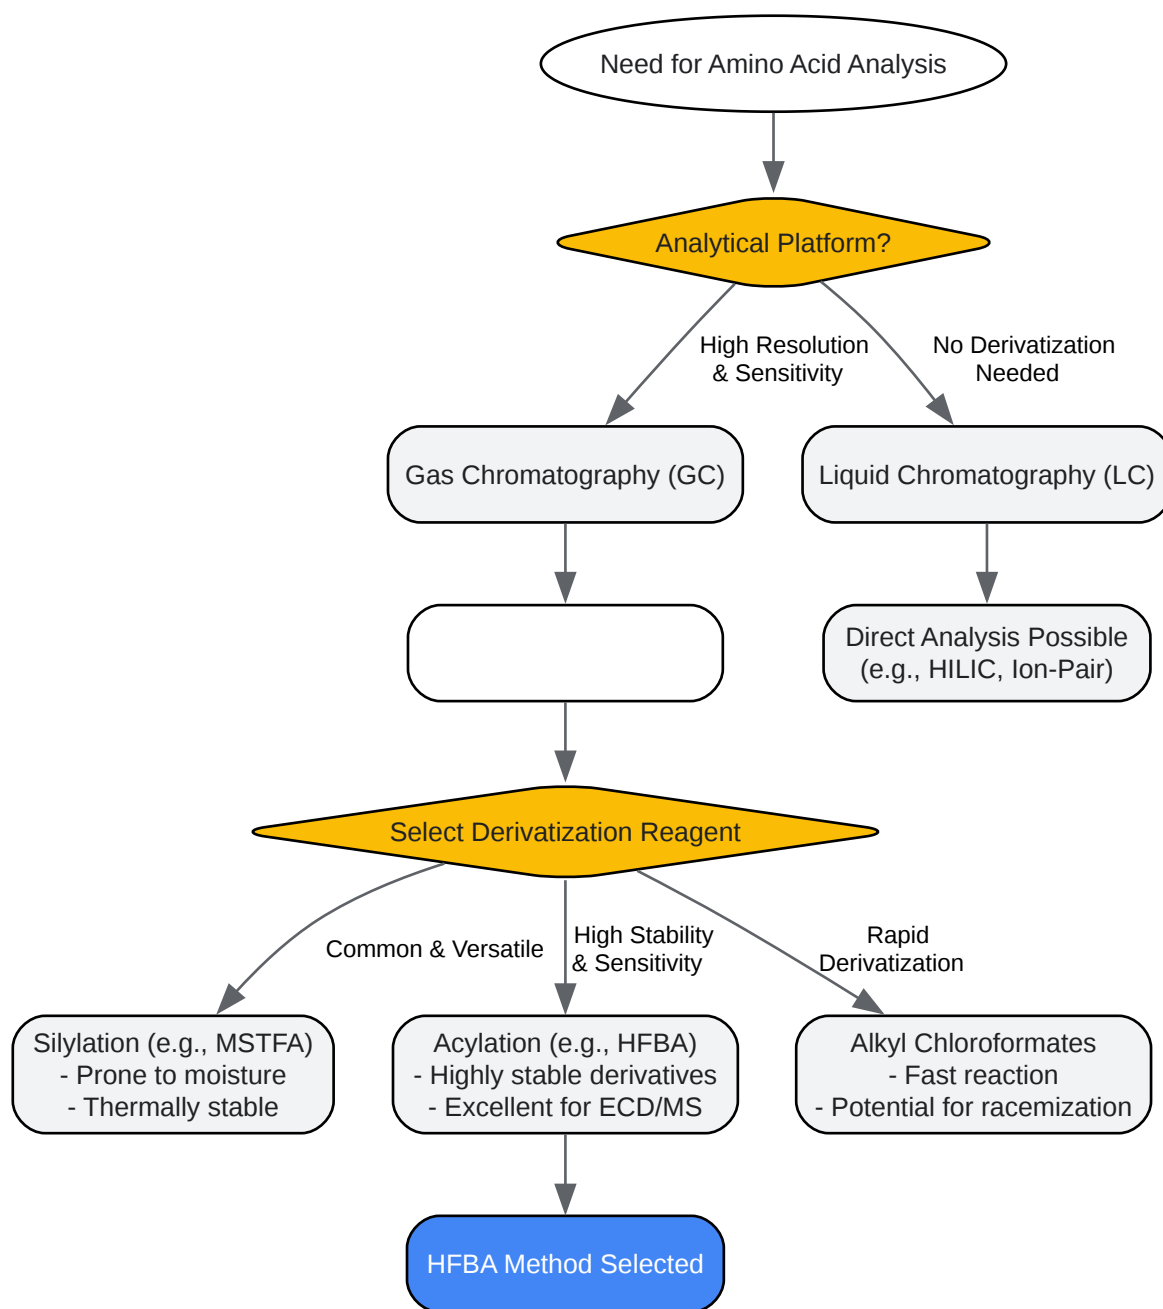 Need for Amino Acid Analysis
Analytical Platform?
High Resolution
& Sensitivity
No Derivatization
Needed
Gas Chromatography (GC)
Liquid Chromatography (LC)
Direct Analysis Possible
(e.g., HILIC, Ion-Pair)
Select Derivatization Reagent
Common & Versatile
High Stability
& Sensitivity
Rapid
Derivatization
Silylation (e.g., MSTFA)
- Prone to moisture
- Thermally stable
Acylation (e.g., HFBA)
- Highly stable derivatives
- Excellent for ECD/MS
Alkyl Chloroformates
- Fast reaction
- Potential for racemization
HFBA Method Selected